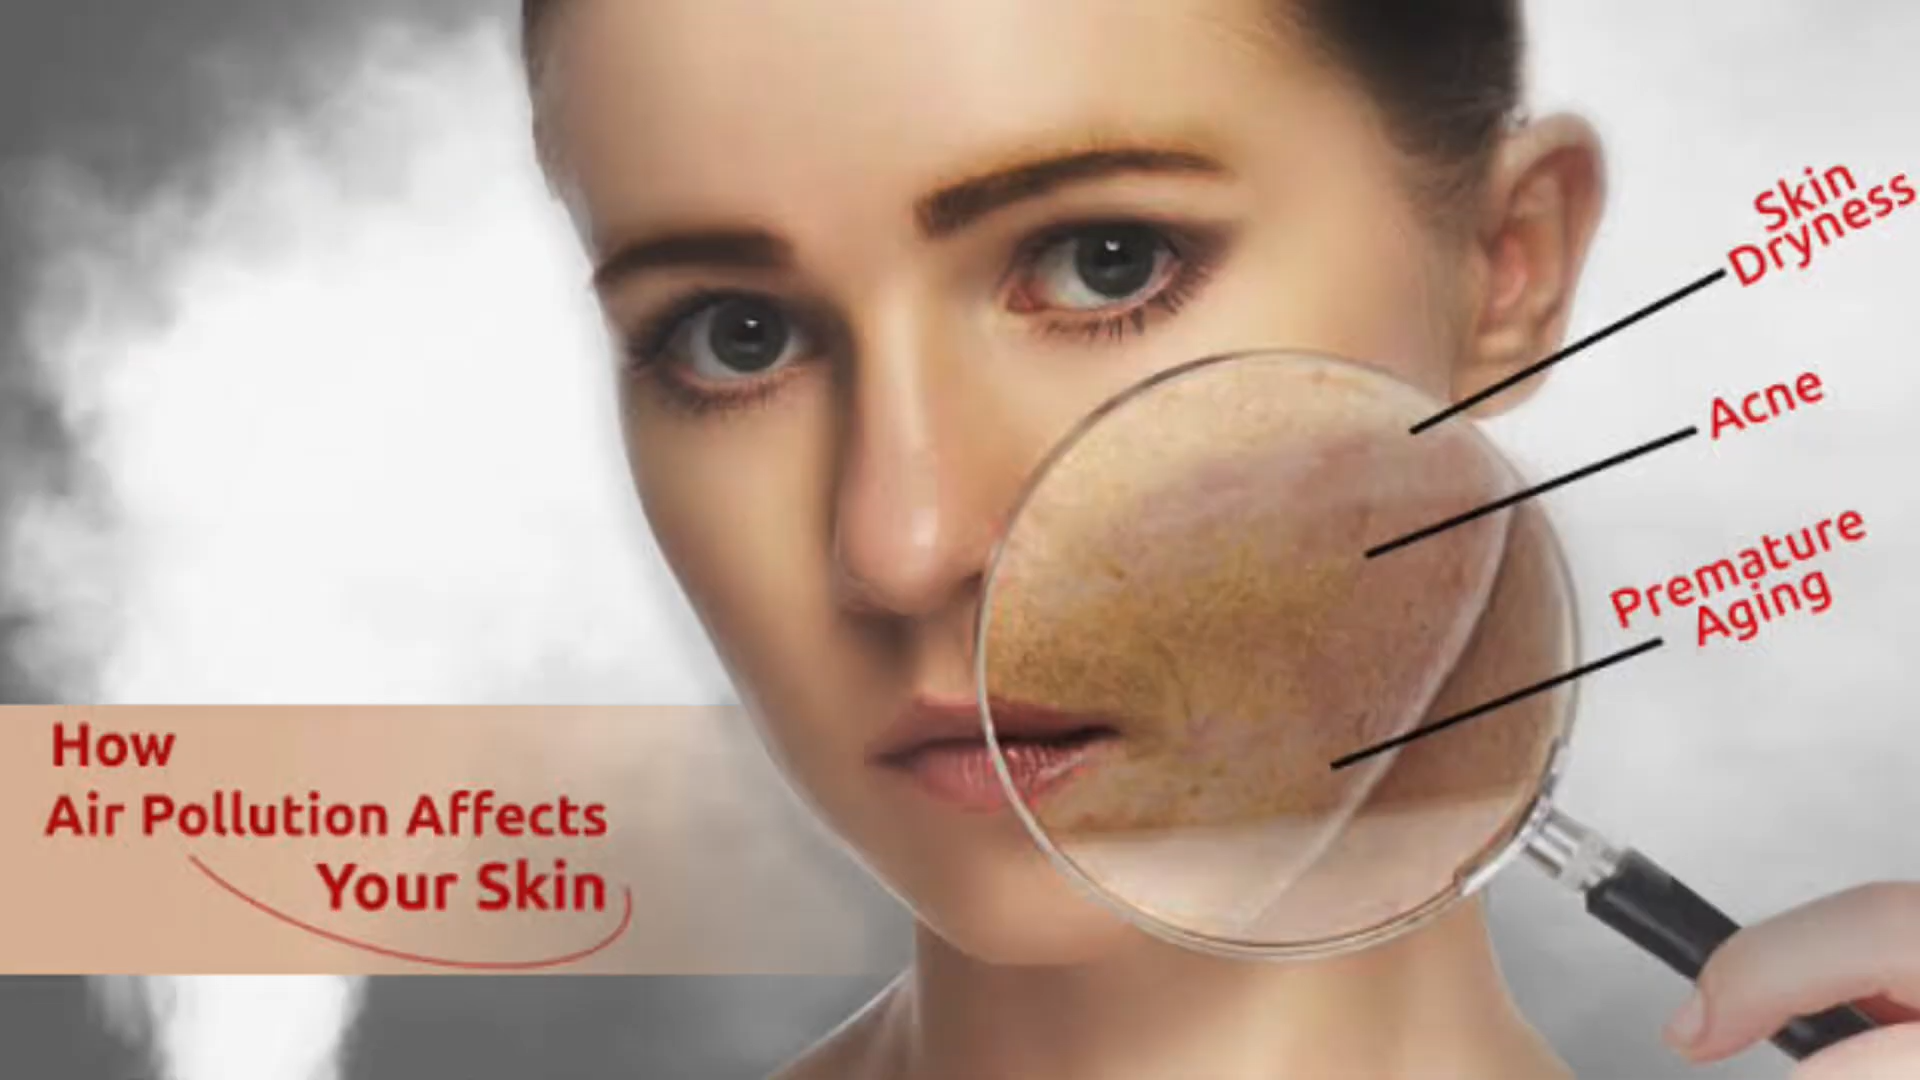 How
Air Pollution Affects
Your Skin
Skin
Dryness
Acne
Premature
Aging